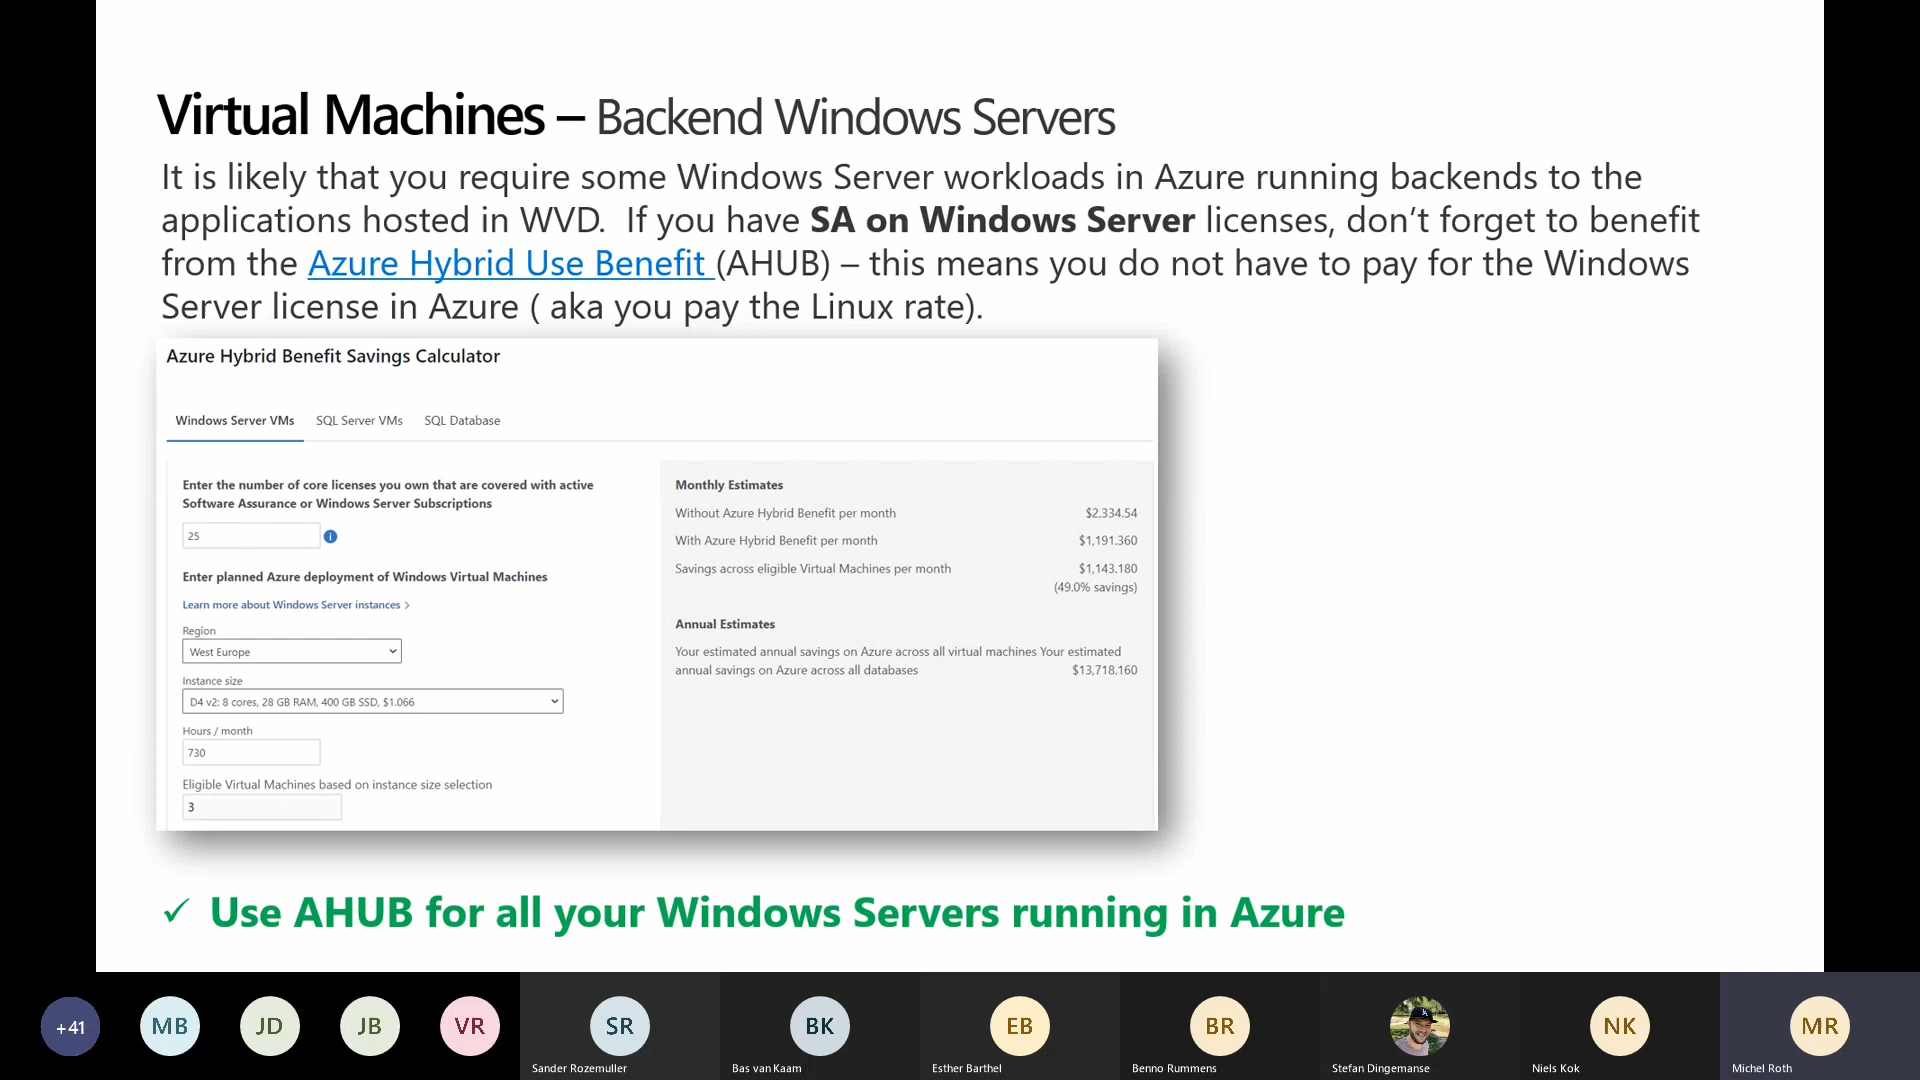 Virtual Machines – Backend Windows Servers
It is likely that you require some Windows Server workloads in Azure running backends to the
applications hosted in WVD.  If you have SA on Windows Server licenses, don't forget to benefit
from the Azure Hybrid Use Benefit (AHUB) – this means you do not have to pay for the Windows
Server license in Azure ( aka you pay the Linux rate).
Azure Hybrid Benefit Savings Calculator
Windows Server VMs SQL Server VMs SQL Database
Enter the number of core licenses you own that are covered with active
Software Assurance or Windows Server Subscriptions
25
i
Enter planned Azure deployment of Windows Virtual Machines
Learn more about Windows Server instances >
Region
West Europe
Instance size
D4 v2: 8 cores, 28 GB RAM, 400 GB SSD, $1.066
Hours / month
730
Eligible Virtual Machines based on instance size selection
3
Monthly Estimates
Without Azure Hybrid Benefit per month $2,334.54
With Azure Hybrid Benefit per month $1,191.360
Savings across eligible Virtual Machines per month $1,143.180
(49.0% savings)
Annual Estimates
Your estimated annual savings on Azure across all virtual machines Your estimated
annual savings on Azure across all databases $13,718.160
✓ Use AHUB for all your Windows Servers running in Azure
+41 MB JD JB VR SR BK EB BR NK MR
Sander Rozemuller Bas van Kaam Esther Barthel Benno Rummens Stefan Dingemanse Niels Kok Michel Roth